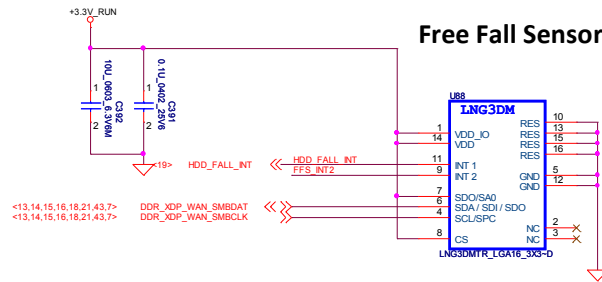 +3.3V_RUN
Free Fall Sensor
1
1
2
2
10U_0603_6.3V6M
C392
0.1U_0402_25V6
C391
U88
LNG3DM
<19> HDD_FALL_INT
HDD_FALL_INT
FFS_INT2
<13,14,15,16,18,21,43,7> DDR_XDP_WAN_SMBDAT
<13,14,15,16,18,21,43,7> DDR_XDP_WAN_SMBCLK
1 VDD_IO
14 VDD
11 INT 1
9 INT 2
7 SDO/SA0
6 SDA / SDI / SDO
4 SCL/SPC
8 CS
RES 10
RES 13
RES 15
RES 16
GND 5
GND 12
NC 2
NC 3
LNG3DMTR_LGA16_3X3~D